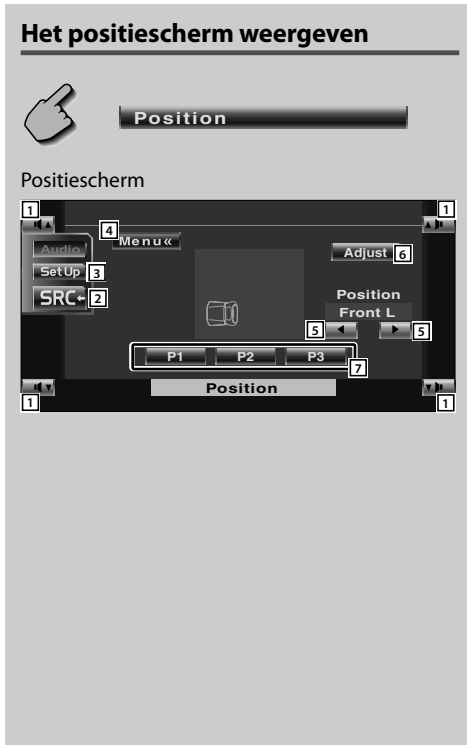 Het positiescherm weergeven
Position
Positiescherm
1
1
4
Menu«
Audio
Adjust 6
SetUp 3
SRC 2
Position
Front L
5 ◄ ► 5
P1 P2 P3
7
Position
1
1